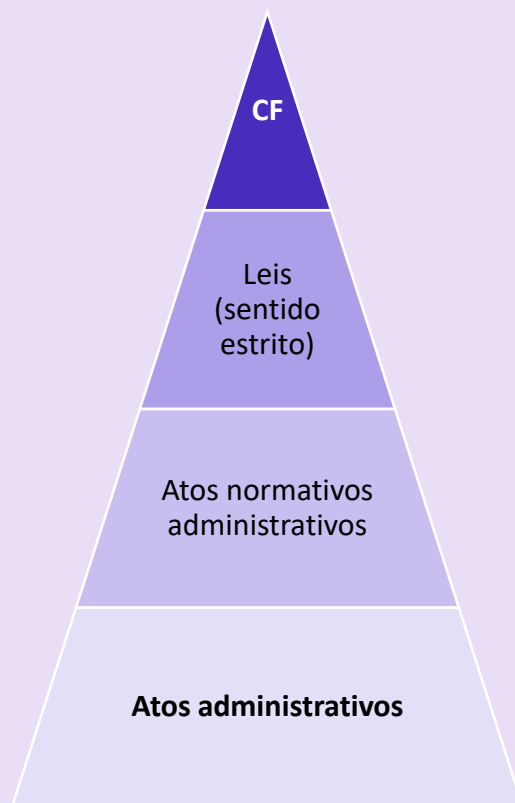 CF
Leis
(sentido
estrito)
Atos normativos
administrativos
Atos administrativos